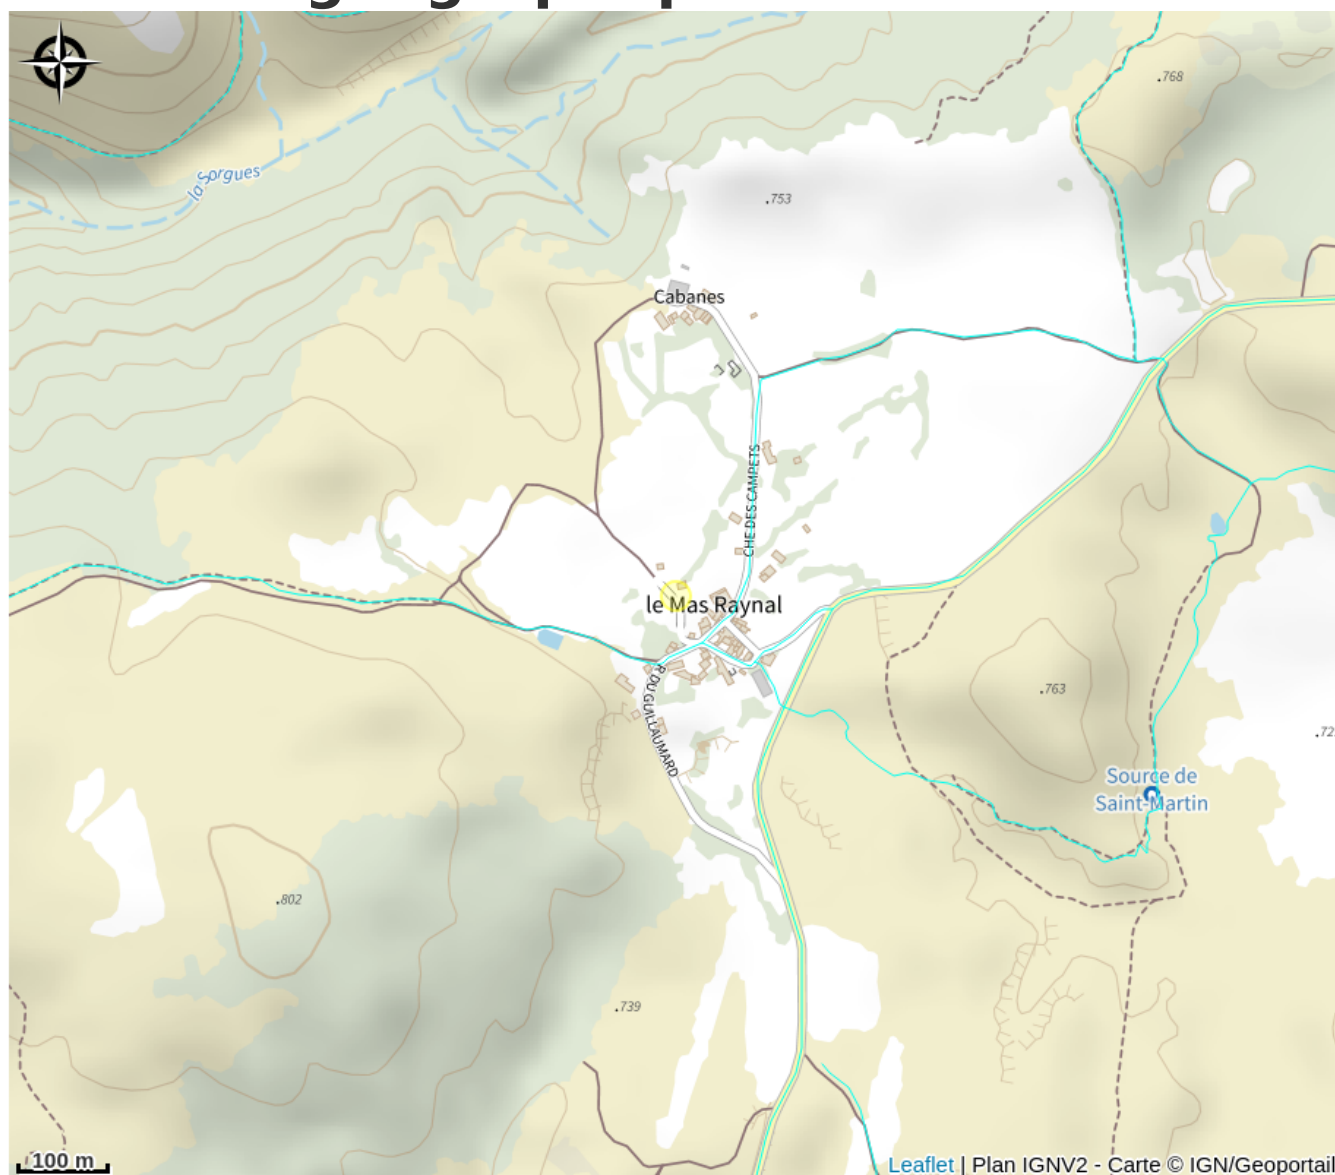 la Sorgues
.768
.753
Cabanes
CHE DES CAMPETS
le Mas Raynal
R DU GUILLAUMARD
.763
Source de
Saint-Martin
.802
.739
100 m
Leaflet | Plan IGNV2 - Carte © IGN/Geoportail